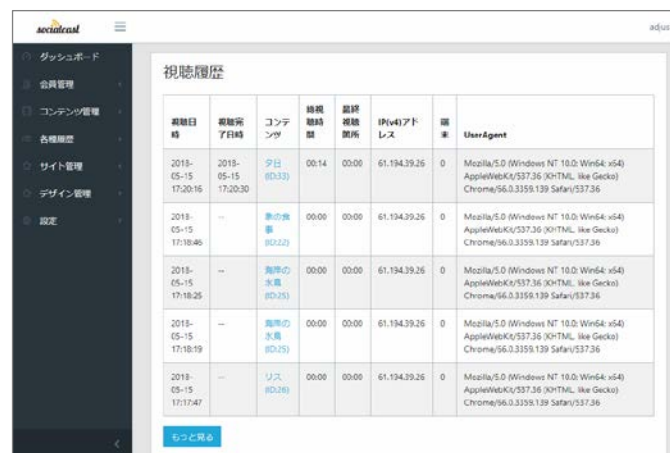 socialcast
adjus
ダッシュボード
会員管理
コンテンツ管理
各種履歴
サイト管理
デザイン管理
設定
視聴履歴
視聴日時 視聴完了日時 コンテンツ 総視聴時間 最終視聴箇所 IP(v4)アドレス 端末 UserAgent
2018-05-15 17:20:16 2018-05-15 17:20:30 夕日 (ID:33) 00:14 00:00 61.194.39.26 0 Mozilla/5.0 (Windows NT 10.0; Win64; x64) AppleWebKit/537.36 (KHTML, like Gecko) Chrome/66.0.3359.139 Safari/537.36
2018-05-15 17:18:46 -- の食事 (ID:22) 00:00 00:00 61.194.39.26 0 Mozilla/5.0 (Windows NT 10.0; Win64; x64) AppleWebKit/537.36 (KHTML, like Gecko) Chrome/66.0.3359.139 Safari/537.36
2018-05-15 17:18:25 -- 海岸の水鳥 (ID:25) 00:00 00:00 61.194.39.26 0 Mozilla/5.0 (Windows NT 10.0; Win64; x64) AppleWebKit/537.36 (KHTML, like Gecko) Chrome/66.0.3359.139 Safari/537.36
2018-05-15 17:18:19 -- 海岸の水鳥 (ID:25) 00:00 00:00 61.194.39.26 0 Mozilla/5.0 (Windows NT 10.0; Win64; x64) AppleWebKit/537.36 (KHTML, like Gecko) Chrome/66.0.3359.139 Safari/537.36
2018-05-15 17:17:47 -- リス (ID:26) 00:00 00:00 61.194.39.26 0 Mozilla/5.0 (Windows NT 10.0; Win64; x64) AppleWebKit/537.36 (KHTML, like Gecko) Chrome/66.0.3359.139 Safari/537.36
もっと見る